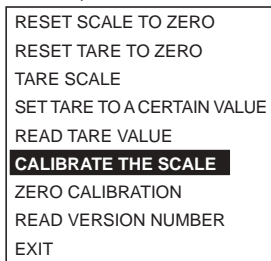 RESET SCALE TO ZERO
RESET TARE TO ZERO
TARE SCALE
SET TARE TO A CERTAIN VALUE
READ TARE VALUE
CALIBRATE THE SCALE
ZERO CALIBRATION
READ VERSION NUMBER
EXIT